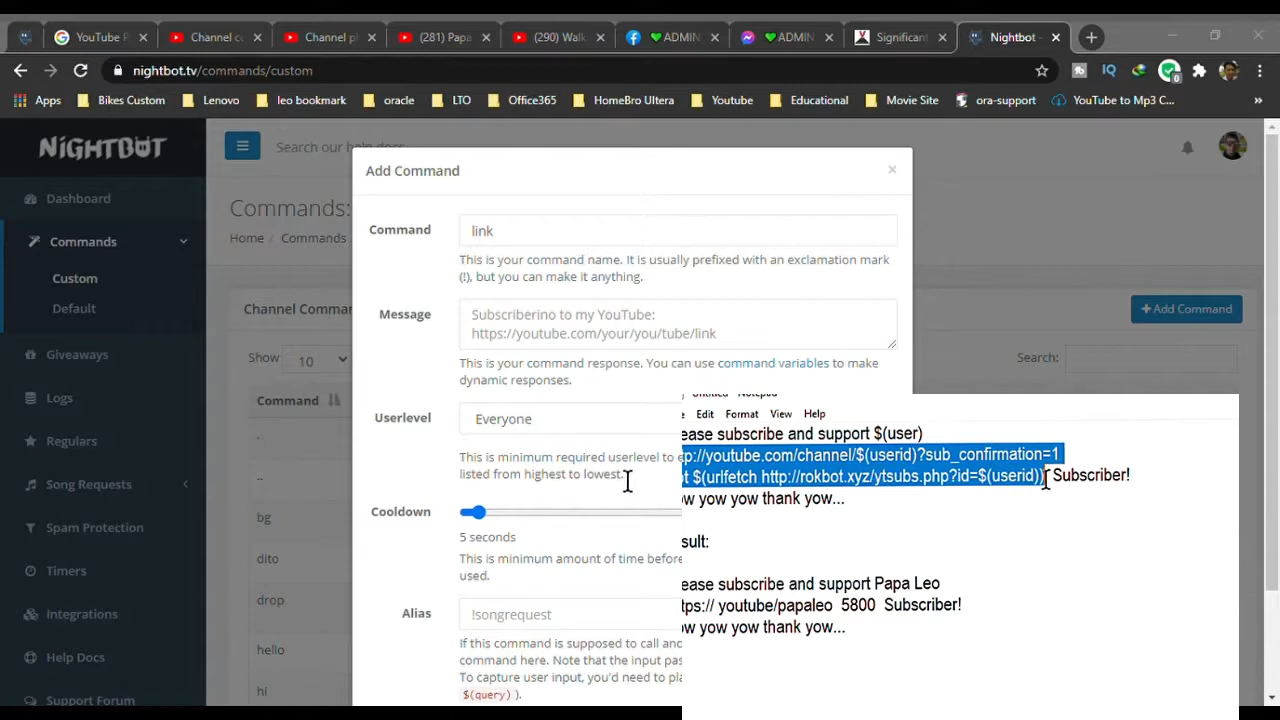 YouTube P
Channel c
Channel pl
(281) Papa
(290) Walk
ADMIN
ADMIN
Significant
Nightbot -
nightbot.tv/commands/custom
Apps
Bikes Custom
Lenovo
leo bookmark
oracle
LTO
Office365
HomeBro Ultera
Youtube
Educational
Movie Site
ora-support
YouTube to Mp3 C...
NiGHTBOT
Search our help docs
Dashboard
Commands
Custom
Default
Giveaways
Logs
Regulars
Song Requests
Spam Protection
Timers
Integrations
Help Docs
Support Forum
Commands:
Home / Commands
Channel Comman
+Add Command
Show 10
Search:
Command
.
..
bg
dito
drop
hello
hi
Add Command
×
Command
link
This is your command name. It is usually prefixed with an exclamation mark
(!), but you can make it anything.
Message
Subscriberino to my YouTube:
https://youtube.com/your/you/tube/link
This is your command response. You can use command variables to make
dynamic responses.
Userlevel
Everyone
This is minimum required userlevel to
listed from highest to lowest.
Cooldown
5 seconds
This is minimum amount of time before
used.
Alias
!songrequest
If this command is supposed to call ano
command here. Note that the input pas
To capture user input, you'd need to pla
$(query) ).
Untitled - Notepad
Edit Format View Help
ease subscribe and support $(user)
p://youtube.com/channel/$(userid)?sub_confirmation=1
t $(urlfetch http://rokbot.xyz/ytsubs.php?id=$(userid)) Subscriber!
ow yow yow thank yow...
sult:
ease subscribe and support Papa Leo
tps:// youtube/papaleo 5800 Subscriber!
ow yow yow thank yow...